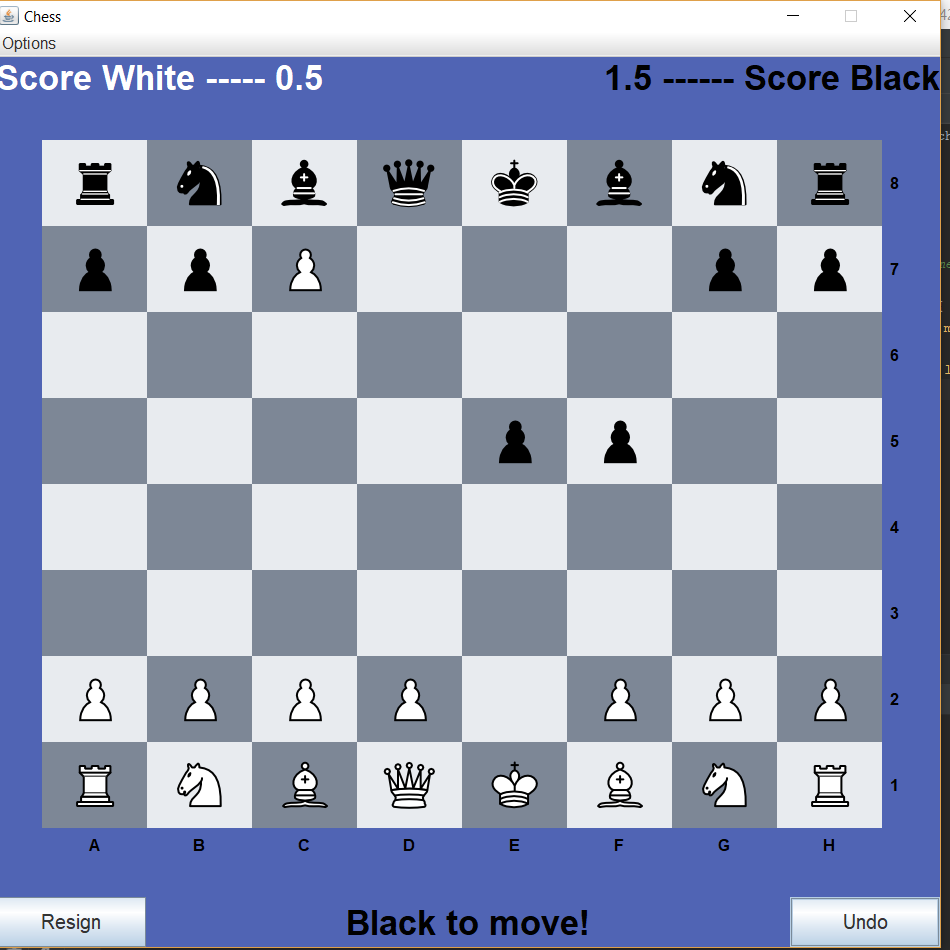 Chess
Options
Score White ----- 0.5
1.5 ------ Score Black
8
7
6
5
4
3
2
1
A B C D E F G H
Resign
Black to move!
Undo